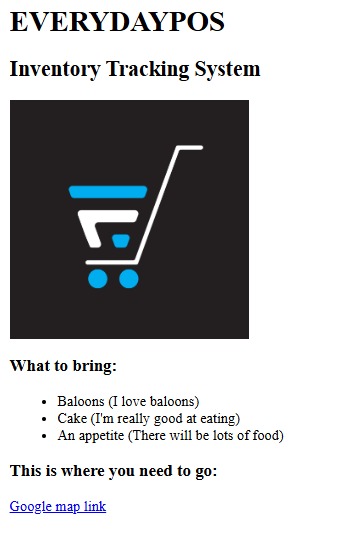 EVERYDAYPOS
Inventory Tracking System
What to bring:
Baloons (I love baloons)
Cake (I'm really good at eating)
An appetite (There will be lots of food)
This is where you need to go:
Google map link